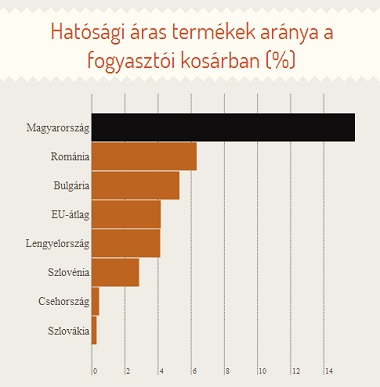 Hatósági áras termékek aránya a
fogyasztói kosárban (%)
Magyarország
Románia
Bulgária
EU-átlag
Lengyelország
Szlovénia
Csehország
Szlovákia
0 2 4 6 8 10 12 14